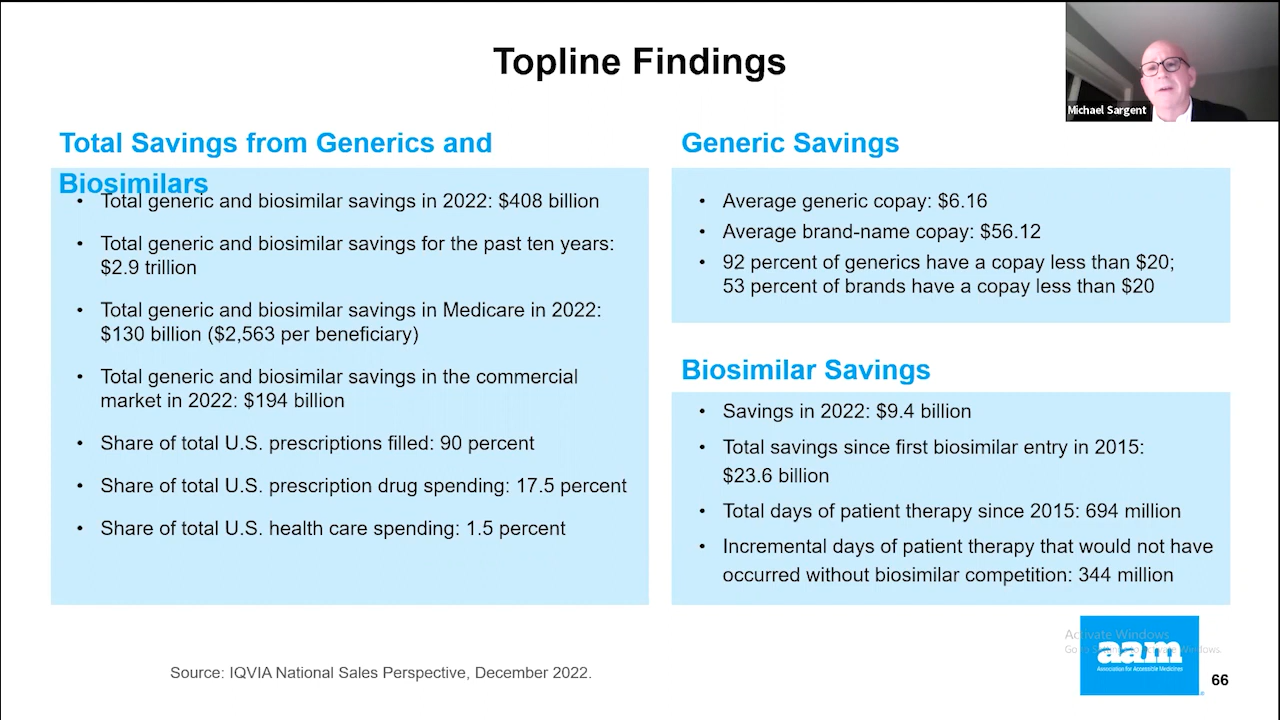 Topline Findings
Michael Sargent
Total Savings from Generics and
Biosimilars
• Total generic and biosimilar savings in 2022: $408 billion
• Total generic and biosimilar savings for the past ten years:
$2.9 trillion
• Total generic and biosimilar savings in Medicare in 2022:
$130 billion ($2,563 per beneficiary)
• Total generic and biosimilar savings in the commercial
market in 2022: $194 billion
• Share of total U.S. prescriptions filled: 90 percent
• Share of total U.S. prescription drug spending: 17.5 percent
• Share of total U.S. health care spending: 1.5 percent
Generic Savings
• Average generic copay: $6.16
• Average brand-name copay: $56.12
• 92 percent of generics have a copay less than $20;
53 percent of brands have a copay less than $20
Biosimilar Savings
• Savings in 2022: $9.4 billion
• Total savings since first biosimilar entry in 2015:
$23.6 billion
• Total days of patient therapy since 2015: 694 million
• Incremental days of patient therapy that would not have
occurred without biosimilar competition: 344 million
Source: IQVIA National Sales Perspective, December 2022.
Activate Windows
Go to Windows.
aam
Association for Accessible Medicines
66